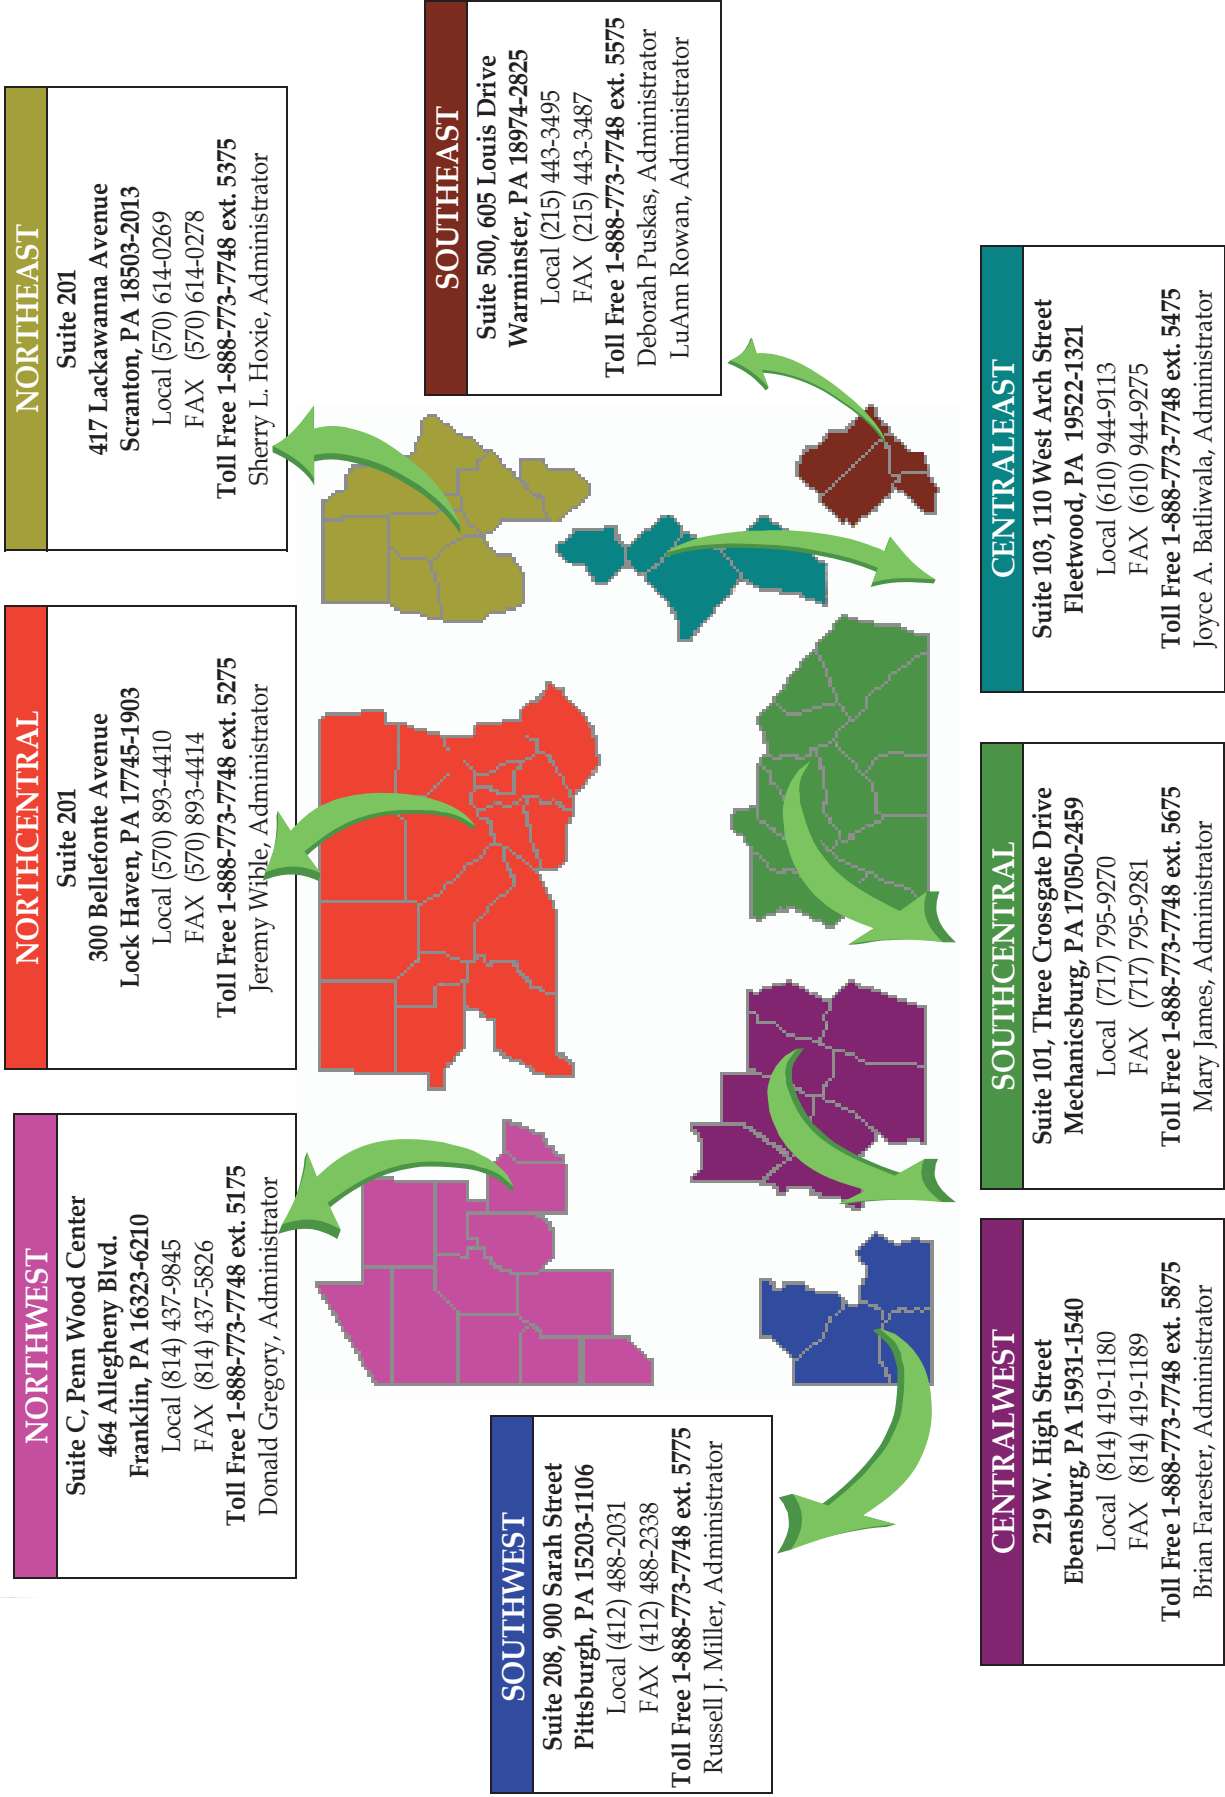 NORTHWEST
Suite C, Penn Wood Center
464 Allegheny Blvd.
Franklin, PA 16323-6210
Local (814) 437-9845
FAX (814) 437-5826
Toll Free 1-888-773-7748 ext. 5175
Donald Gregory, Administrator
NORTHCENTRAL
Suite 201
300 Bellefonte Avenue
Lock Haven, PA 17745-1903
Local (570) 893-4410
FAX (570) 893-4414
Toll Free 1-888-773-7748 ext. 5275
Jeremy Wible, Administrator
NORTHEAST
Suite 201
417 Lackawanna Avenue
Scranton, PA 18503-2013
Local (570) 614-0269
FAX (570) 614-0278
Toll Free 1-888-773-7748 ext. 5375
Sherry L. Hoxie, Administrator
SOUTHWEST
Suite 208, 900 Sarah Street
Pittsburgh, PA 15203-1106
Local (412) 488-2031
FAX (412) 488-2338
Toll Free 1-888-773-7748 ext. 5775
Russell J. Miller, Administrator
SOUTHEAST
Suite 500, 605 Louis Drive
Warminster, PA 18974-2825
Local (215) 443-3495
FAX (215) 443-3487
Toll Free 1-888-773-7748 ext. 5575
Deborah Puskas, Administrator
LuAnn Rowan, Administrator
CENTRALWEST
219 W. High Street
Ebensburg, PA 15931-1540
Local (814) 419-1180
FAX (814) 419-1189
Toll Free 1-888-773-7748 ext. 5875
Brian Farester, Administrator
SOUTHCENTRAL
Suite 101, Three Crossgate Drive
Mechanicsburg, PA 17050-2459
Local (717) 795-9270
FAX (717) 795-9281
Toll Free 1-888-773-7748 ext. 5675
Mary James, Administrator
CENTRALEAST
Suite 103, 110 West Arch Street
Fleetwood, PA 19522-1321
Local (610) 944-9113
FAX (610) 944-9275
Toll Free 1-888-773-7748 ext. 5475
Joyce A. Batliwala, Administrator